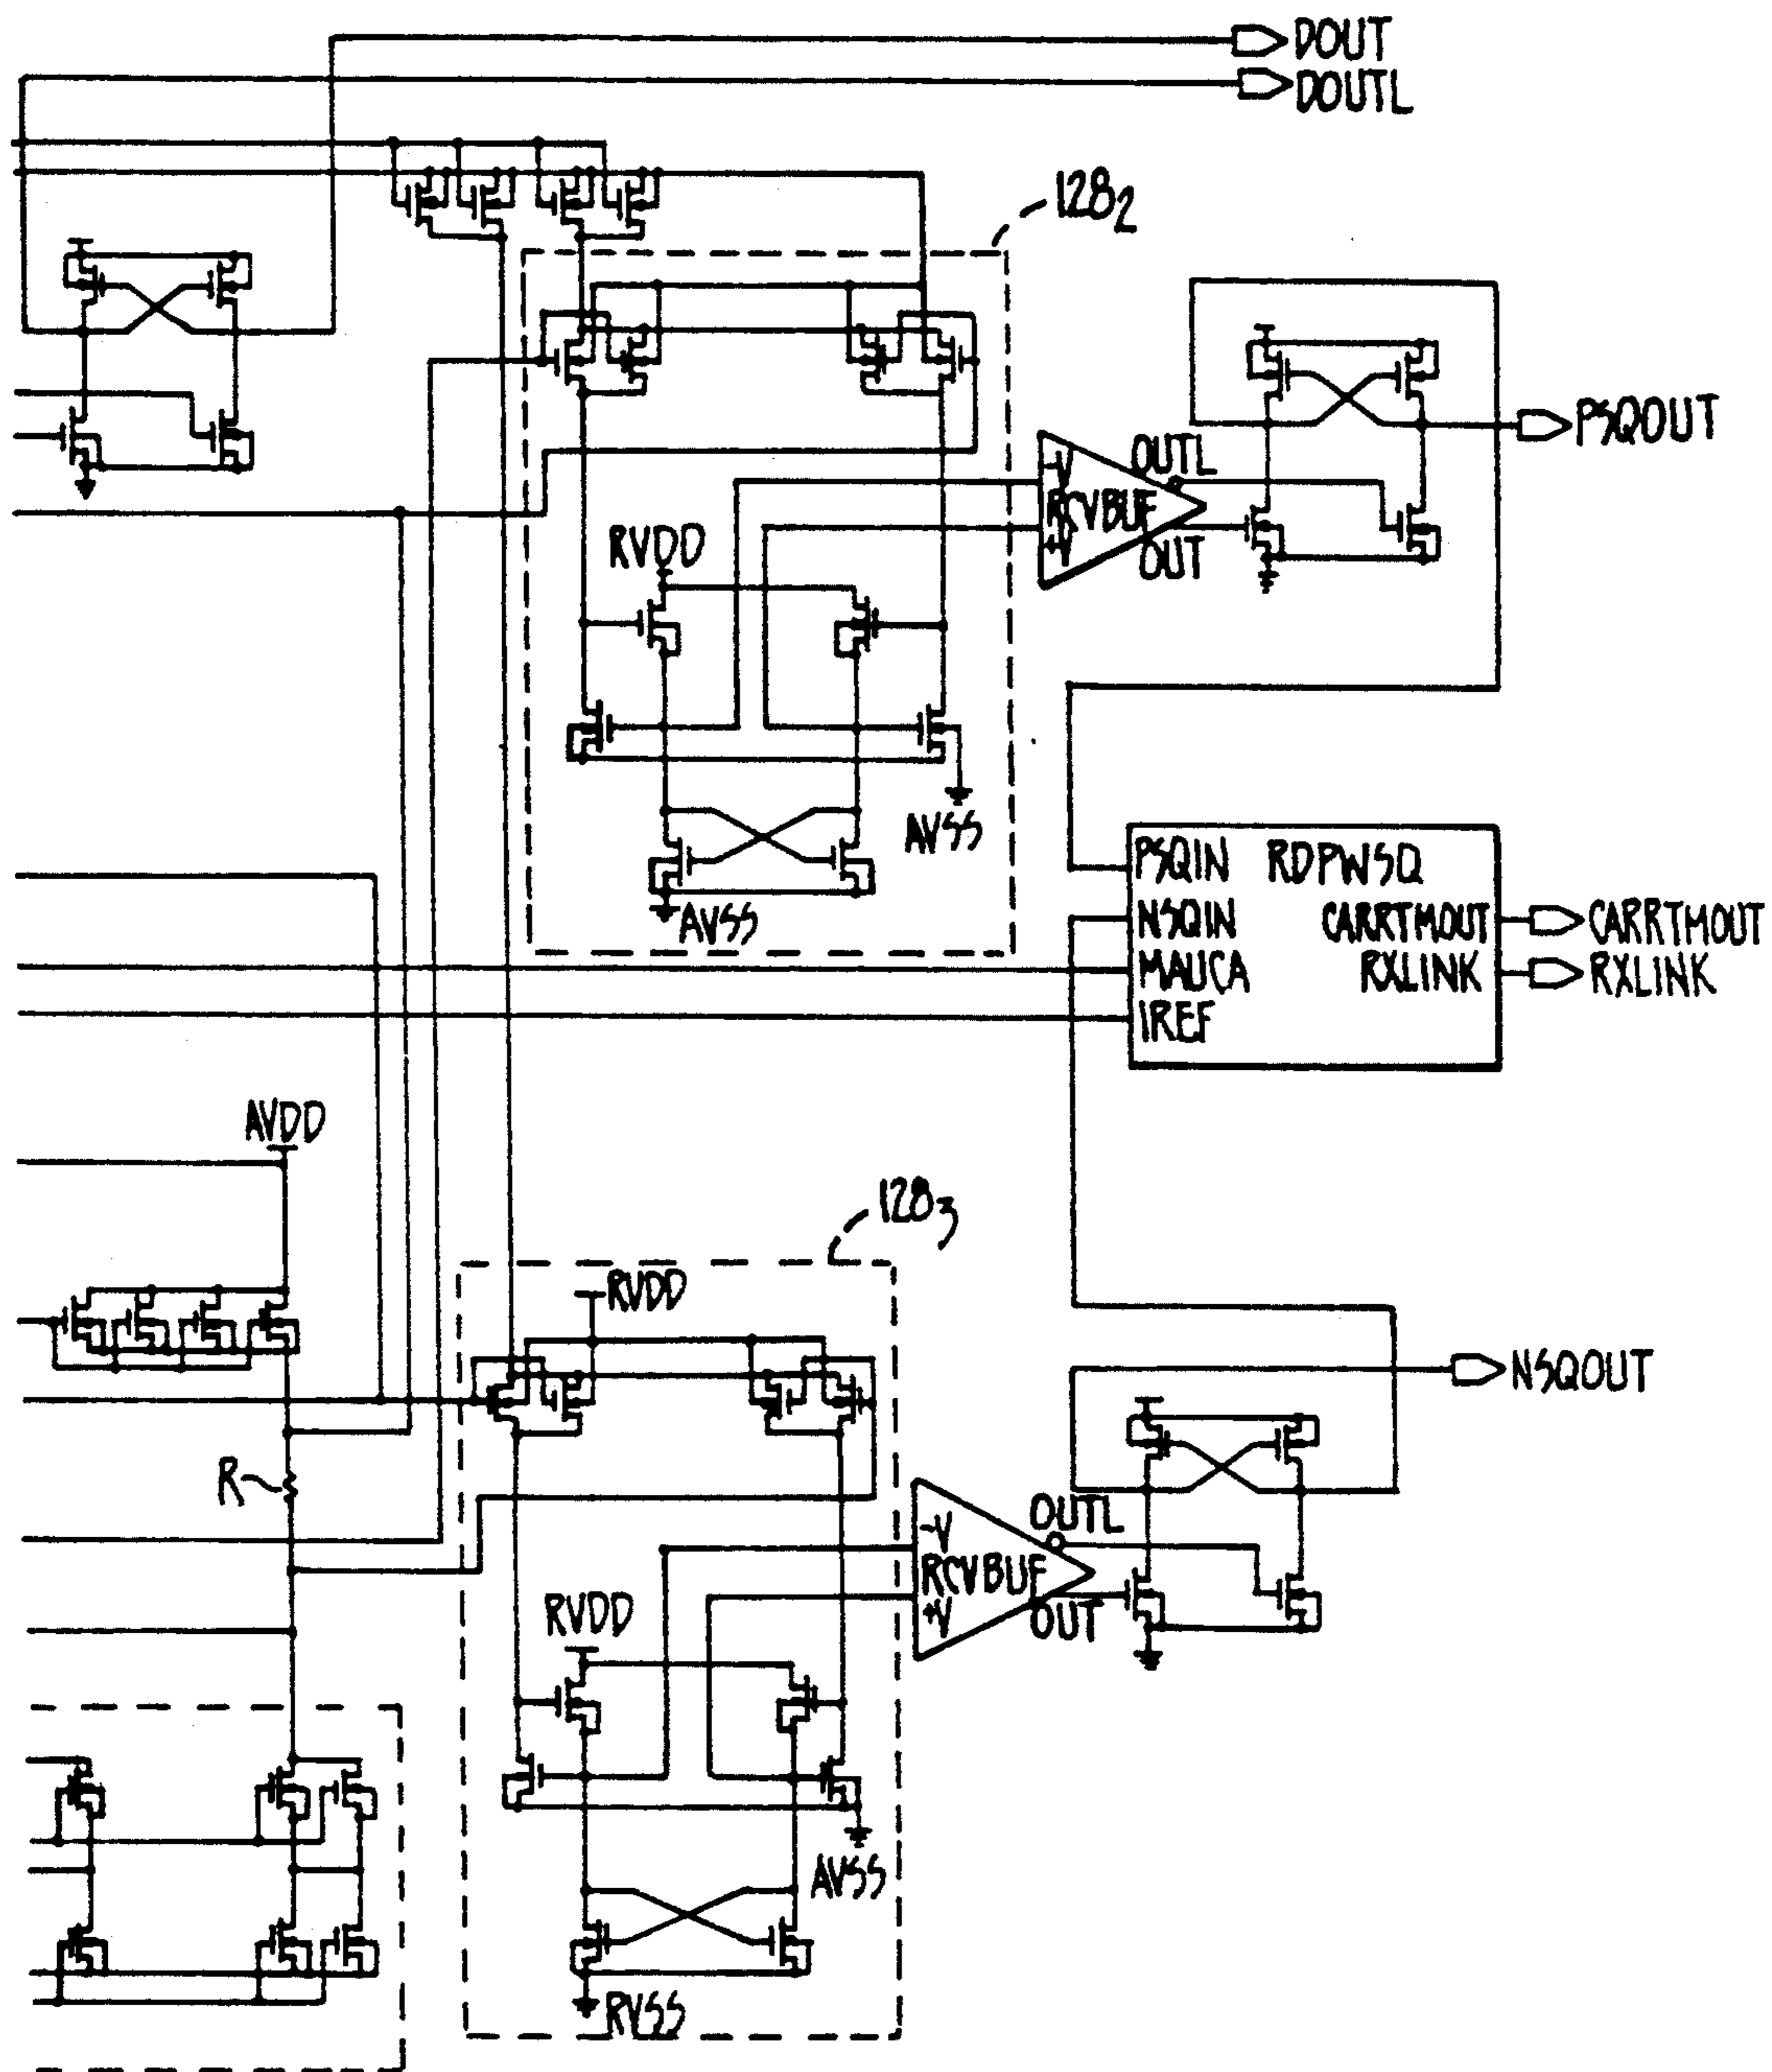 DOUT
DOUTL
128₂
PSQOUT
OUTL
-V
RCVBUF
+V
OUT
RVDD
AVSS
AVSS
PSQIN RDPWSQ
NSQIN CARRTMOUT
CARRTMOUT
MAUCA RXLINK
RXLINK
IREF
AVDD
128₃
RVDD
NSQOUT
R
OUTL
-V
RCVBUF
+V
OUT
RVDD
AVSS
RVSS